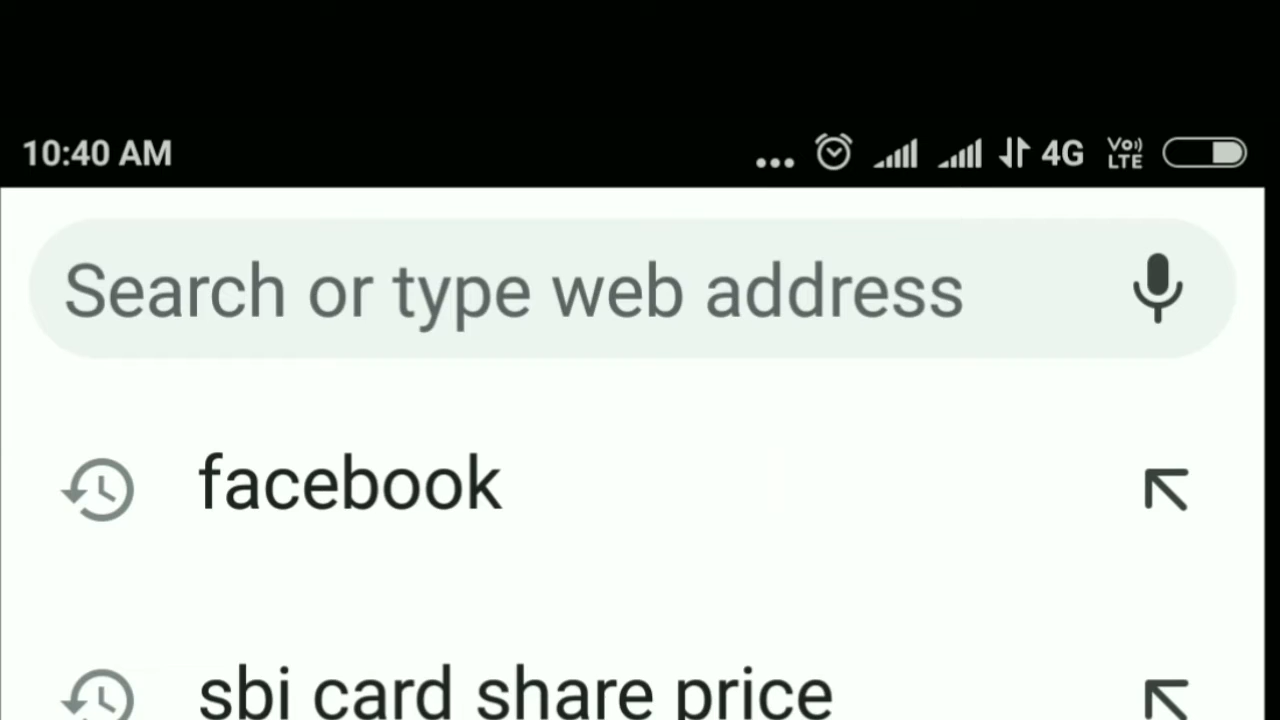 10:40 AM ... 4G Vo)) LTE
Search or type web address
facebook
sbi card share price